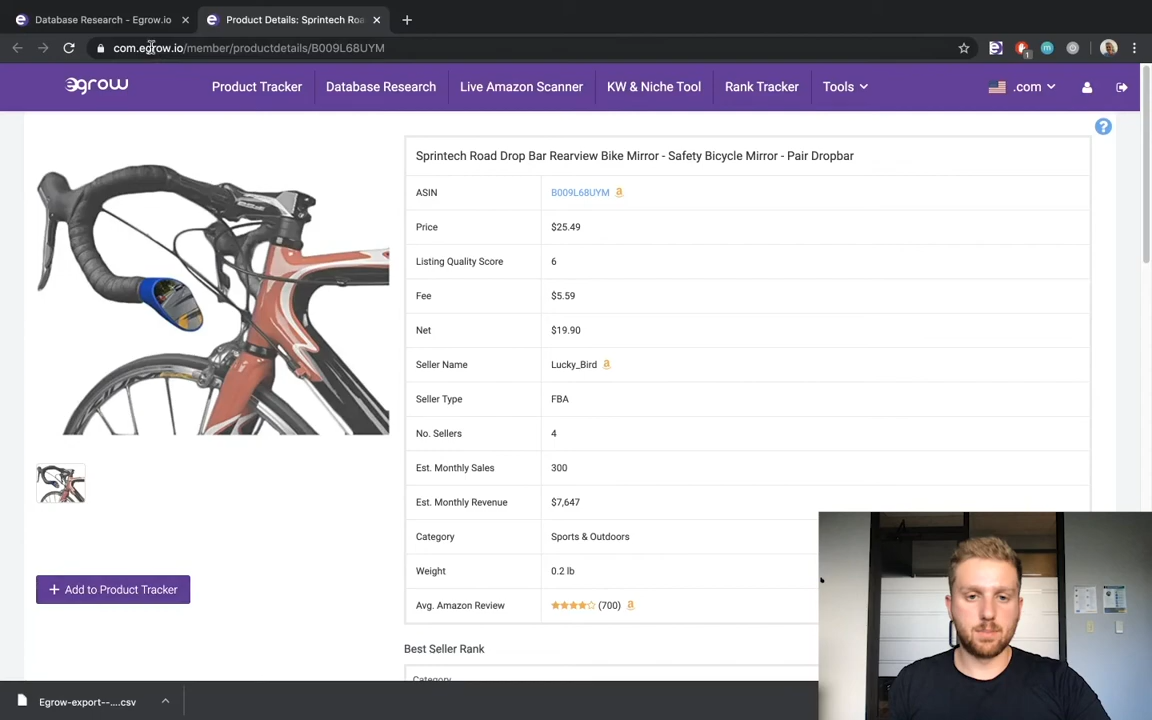 Database Research - Egrow.io
Product Details: Sprintech Roa
com.egrow.io/member/productdetails/B009L68UYM
1
egrow
Product Tracker
Database Research
Live Amazon Scanner
KW & Niche Tool
Rank Tracker
Tools
.com
?
Sprintech Road Drop Bar Rearview Bike Mirror - Safety Bicycle Mirror - Pair Dropbar
ASIN B009L68UYM
Price $25.49
Listing Quality Score 6
Fee $5.59
Net $19.90
Seller Name Lucky_Bird
Seller Type FBA
No. Sellers 4
Est. Monthly Sales 300
Est. Monthly Revenue $7,647
Category Sports & Outdoors
Weight 0.2 lb
Avg. Amazon Review (700)
+ Add to Product Tracker
Best Seller Rank
Category
Egrow-export--....csv